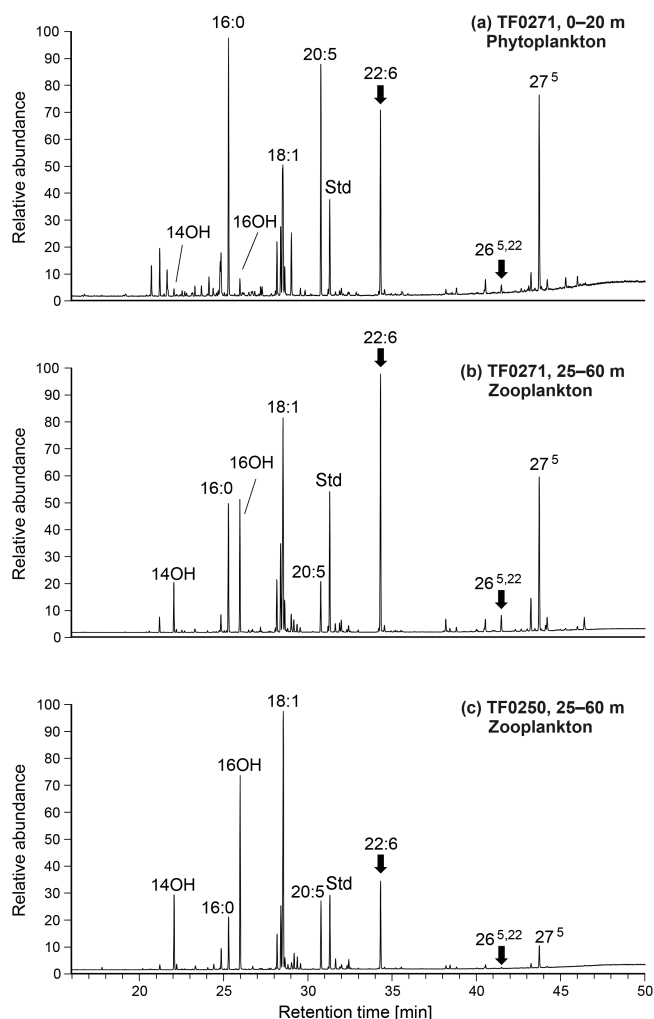 (a) TF0271, 0–20 m
Phytoplankton
Relative abundance
100
90
80
70
60
50
40
30
20
10
0
14OH
16:0
16OH
18:1
20:5
Std
22:6
26 5,22
27 5
(b) TF0271, 25–60 m
Zooplankton
Relative abundance
100
90
80
70
60
50
40
30
20
10
0
14OH
16:0
16OH
18:1
20:5
Std
22:6
26 5,22
27 5
(c) TF0250, 25–60 m
Zooplankton
Relative abundance
100
90
80
70
60
50
40
30
20
10
0
14OH
16:0
16OH
18:1
20:5
Std
22:6
26 5,22
27 5
20 25 30 35 40 45 50
Retention time [min]